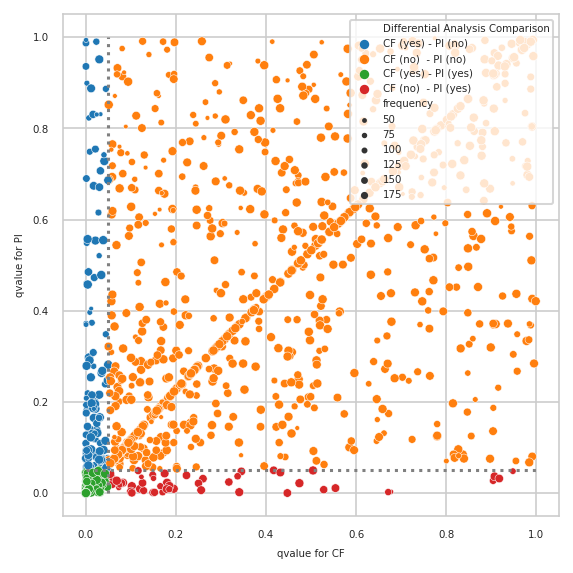 Differential Analysis Comparison
CF (yes) - PI (no)
CF (no) - PI (no)
CF (yes) - PI (yes)
CF (no) - PI (yes)
frequency
50
75
100
125
150
175
1.0
0.8
0.6
0.4
0.2
0.0
qvalue for PI
0.0 0.2 0.4 0.6 0.8 1.0
qvalue for CF